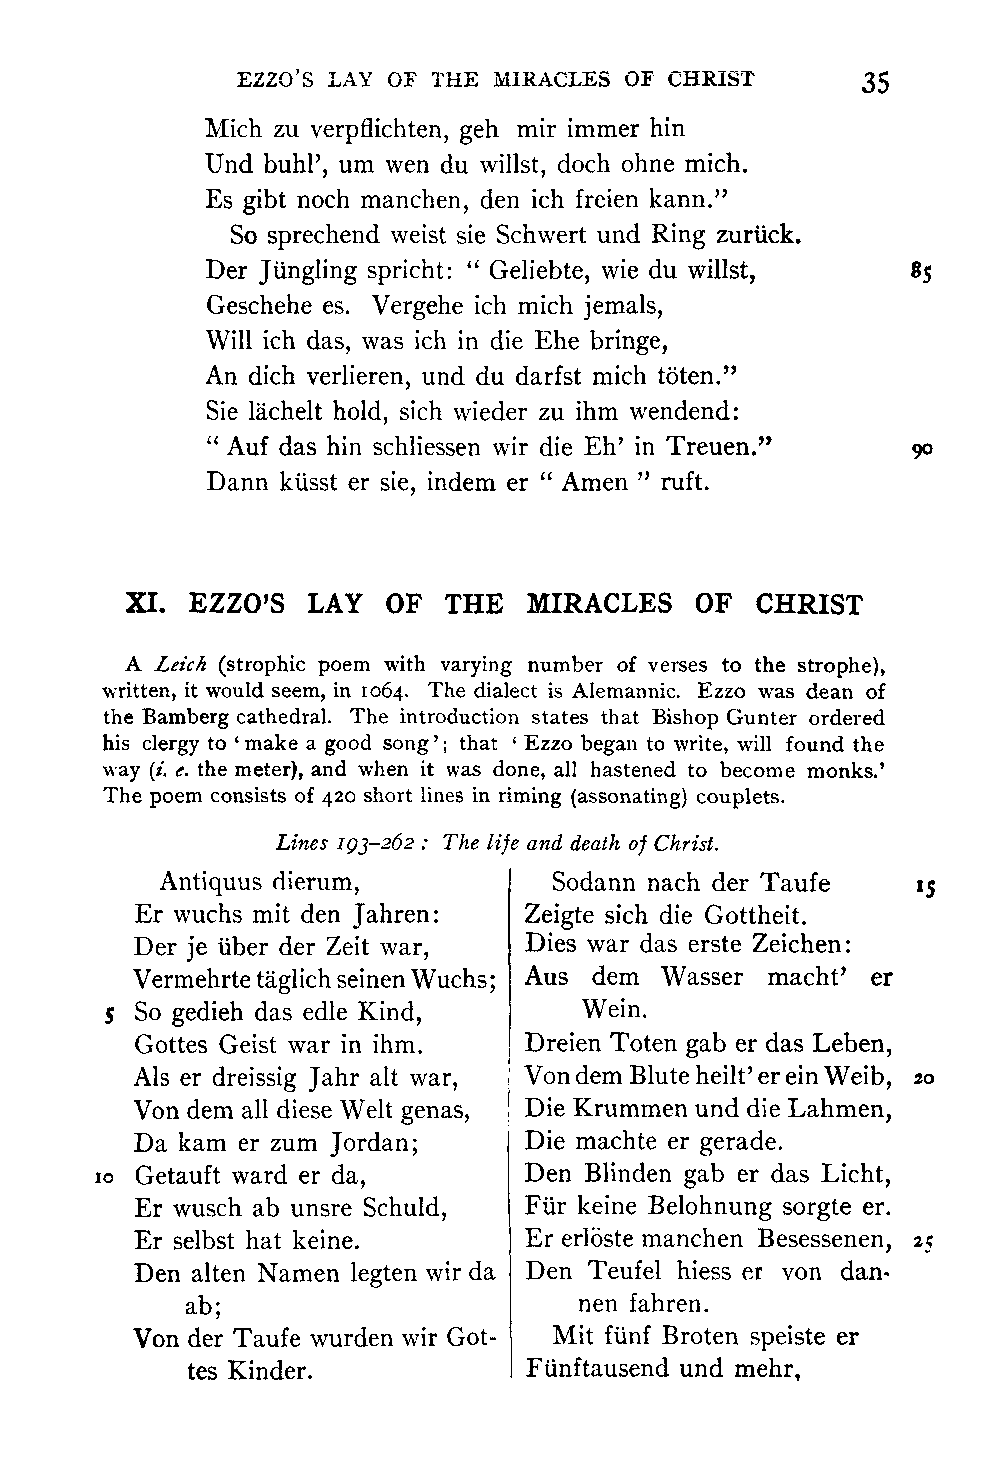 EZZO'S LAY OF THE MIRACLES OF CHRIST 35
Mich zu verpflichten, geh mir immer hin
Und buhl', um wen du willst, doch ohne mich.
Es gibt noch manchen, den ich freien kann.”
So sprechend weist sie Schwert und Ring zurück.
Der Jüngling spricht: “ Geliebte, wie du willst, 85
Geschehe es. Vergehe ich mich jemals,
Will ich das, was ich in die Ehe bringe,
An dich verlieren, und du darfst mich töten.”
Sie lächelt hold, sich wieder zu ihm wendend:
“ Auf das hin schliessen wir die Eh' in Treuen.” 90
Dann küsst er sie, indem er “ Amen ” ruft.
XI. EZZO'S LAY OF THE MIRACLES OF CHRIST
A Leich (strophic poem with varying number of verses to the strophe),
written, it would seem, in 1064. The dialect is Alemannic. Ezzo was dean of
the Bamberg cathedral. The introduction states that Bishop Gunter ordered
his clergy to ‘make a good song’; that ‘Ezzo began to write, will found the
way (i. e. the meter), and when it was done, all hastened to become monks.’
The poem consists of 420 short lines in riming (assonating) couplets.
Lines 193–262 : The life and death of Christ.
Antiquus dierum,
Er wuchs mit den Jahren:
Der je über der Zeit war,
Vermehrte täglich seinen Wuchs;
5 So gedieh das edle Kind,
Gottes Geist war in ihm.
Als er dreissig Jahr alt war,
Von dem all diese Welt genas,
Da kam er zum Jordan;
10 Getauft ward er da,
Er wusch ab unsre Schuld,
Er selbst hat keine.
Den alten Namen legten wir da
ab;
Von der Taufe wurden wir Got-
tes Kinder.
Sodann nach der Taufe 15
Zeigte sich die Gottheit.
Dies war das erste Zeichen:
Aus dem Wasser macht' er
Wein.
Dreien Toten gab er das Leben,
Von dem Blute heilt' er ein Weib, 20
Die Krummen und die Lahmen,
Die machte er gerade.
Den Blinden gab er das Licht,
Für keine Belohnung sorgte er.
Er erlöste manchen Besessenen, 25
Den Teufel hiess er von dan-
nen fahren.
Mit fünf Broten speiste er
Fünftausend und mehr,